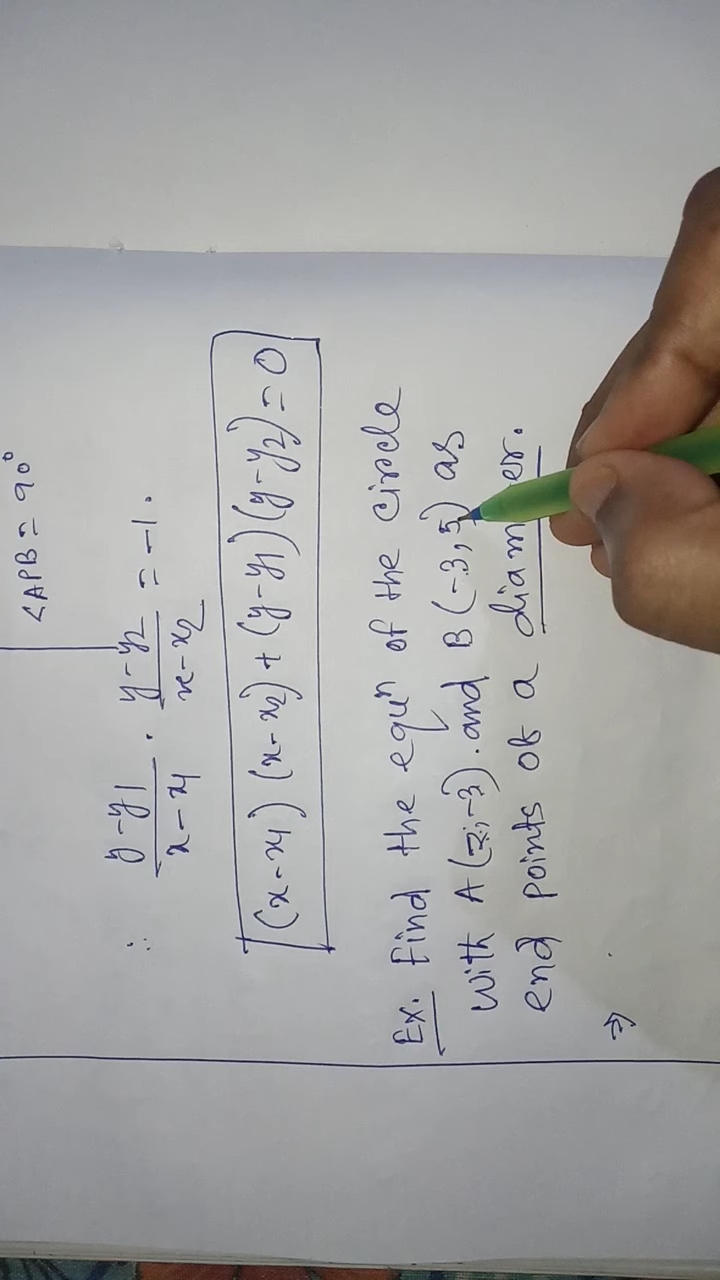 <APB = 90°
∴ y-y1/x-x1 · y-y2/x-x2 = -1.
(x-x1)(x-x2)+(y-y1)(y-y2)=0
Ex. Find the equn of the circle
with A(2,-3) and B(-3,5) as
end points of a diameter.
⇒